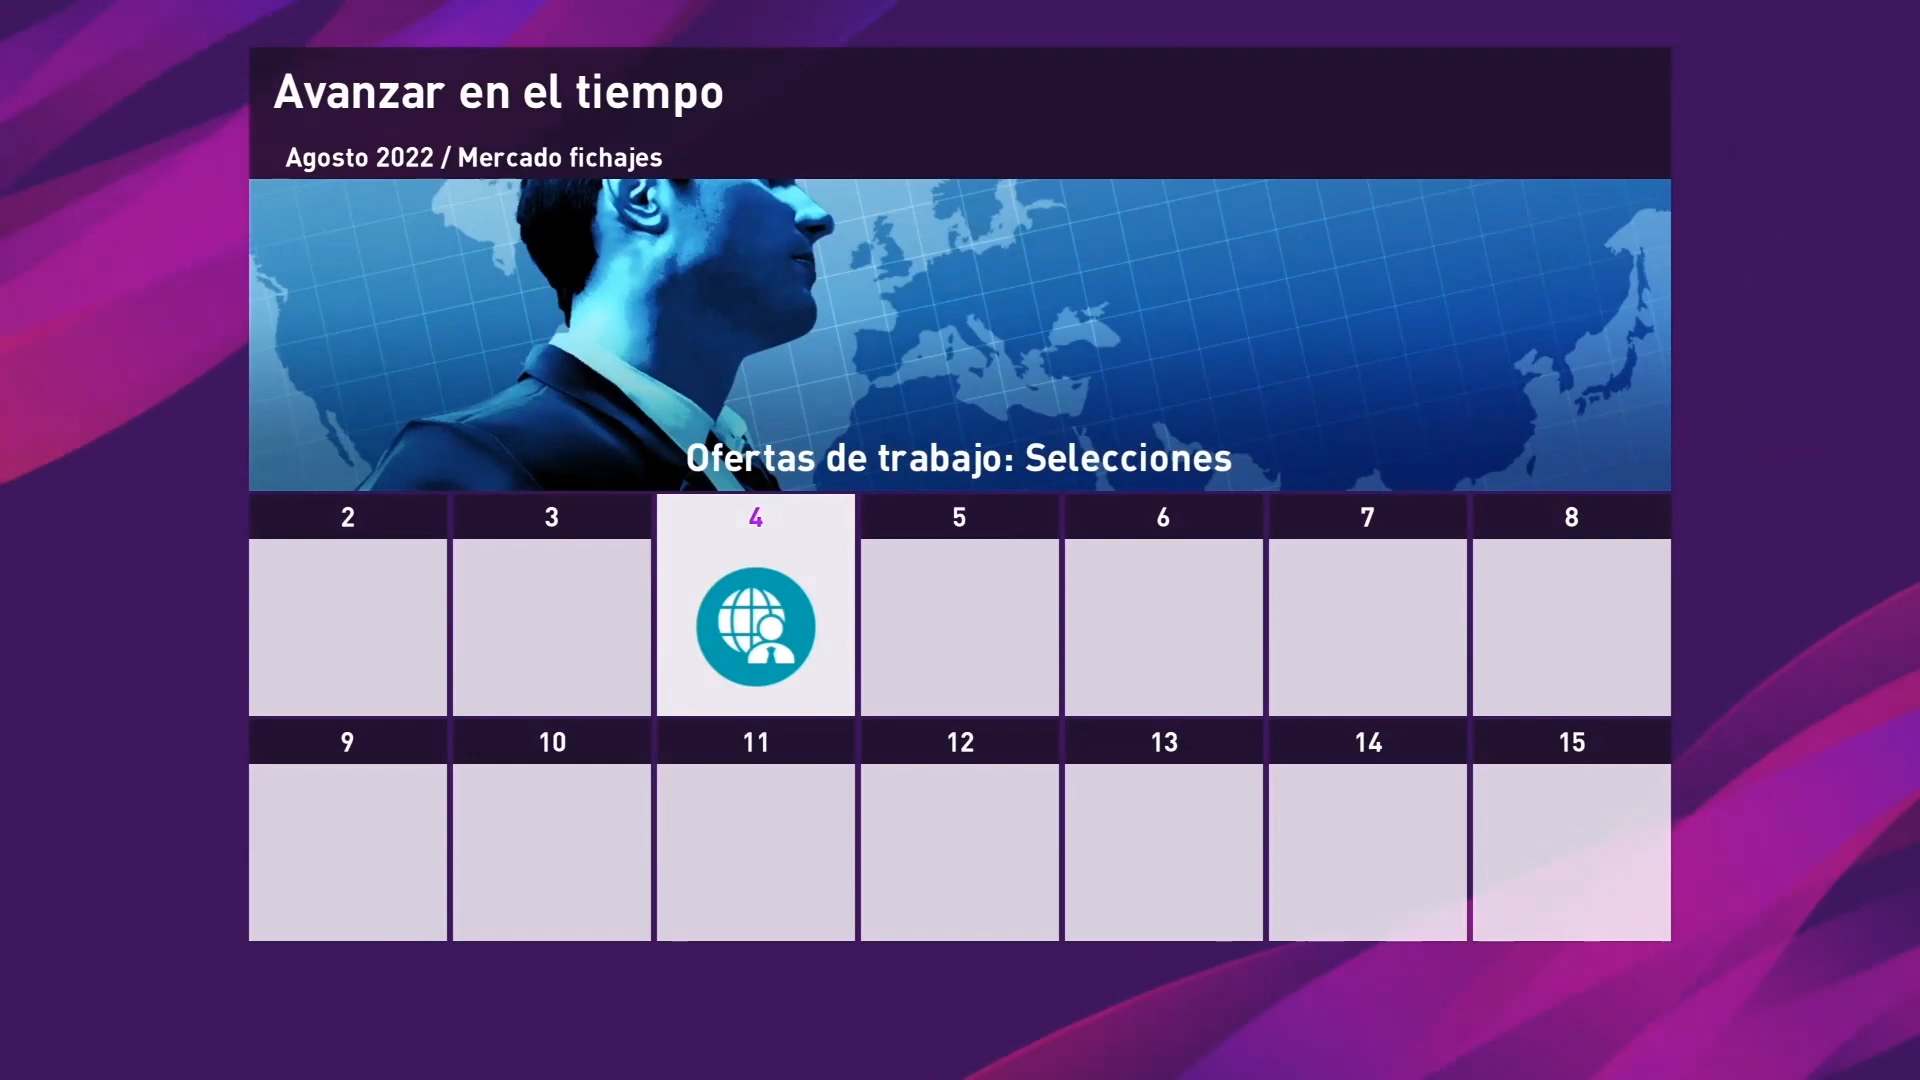 Avanzar en el tiempo
Agosto 2022 / Mercado fichajes
Ofertas de trabajo: Selecciones
2 3 4 5 6 7 8
9 10 11 12 13 14 15